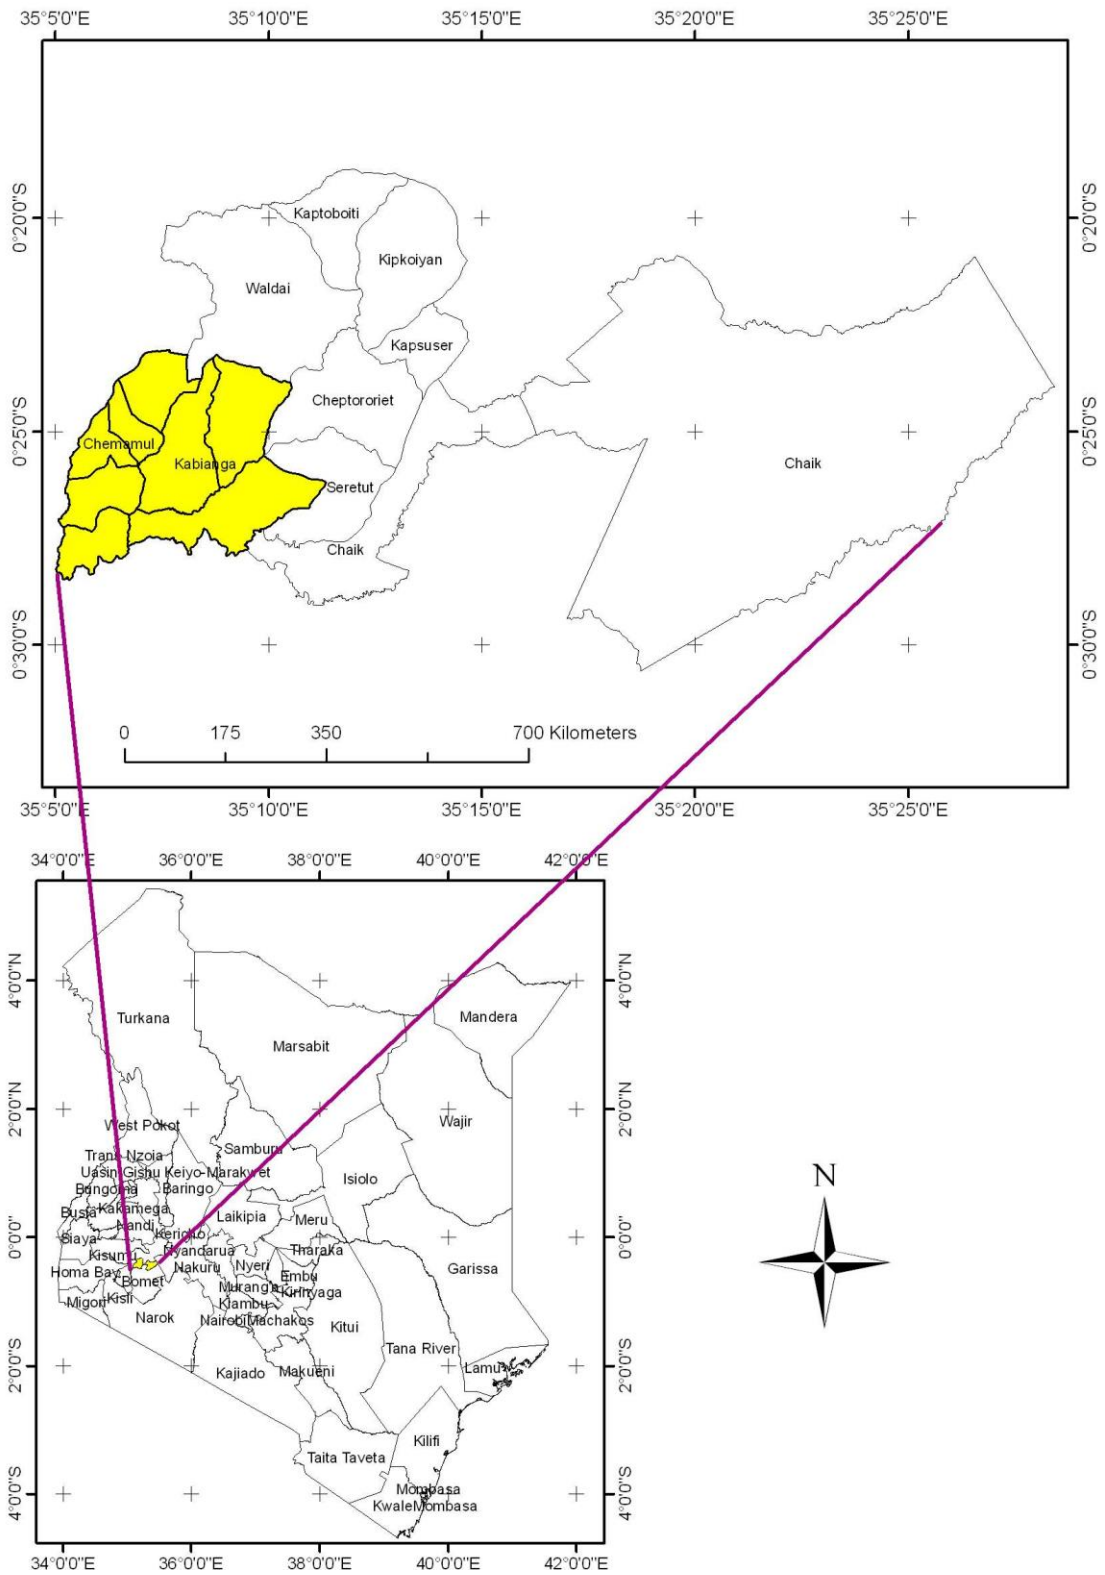 35°5'0"E 35°10'0"E 35°15'0"E 35°20'0"E 35°25'0"E
0°20'0"S 0°20'0"S
Kaptoboiti
Kipkoiyan
Waldai
Kapsuser
Cheptororiet
0°25'0"S 0°25'0"S
Chemamul
Kabianga
Chaik
Seretut
Chaik
0°30'0"S 0°30'0"S
0 175 350 700 Kilometers
35°5'0"E 35°10'0"E 35°15'0"E 35°20'0"E 35°25'0"E
34°0'0"E 36°0'0"E 38°0'0"E 40°0'0"E 42°0'0"E
4°0'0"N 4°0'0"N
Turkana
Mandera
Marsabit
2°0'0"N 2°0'0"N
West Pokot
Wajir
Trans Nzoia
Samburu
Uasin Gishu Keiyo-Marakwet
Isiolo
Bungoma
Baringo
Kakamega
Busia
Laikipia
Meru
Nandi
Siaya
Kericho
0°0'0" 0°0'0"
Kisumu
Nyandarua
Tharaka
Homa Bay
Nakuru
Nyeri
Garissa
Bomet
Embu
Murang'a
Kirinyaga
Migori
Kisii
Kiambu
Narok
Nairobi
Machakos
Kitui
Tana River
2°0'0"S 2°0'0"S
Kajiado
Makueni
Lamu
Kilifi
Taita Taveta
4°0'0"S 4°0'0"S
Mombasa
Kwale
Mombasa
34°0'0"E 36°0'0"E 38°0'0"E 40°0'0"E 42°0'0"E
N